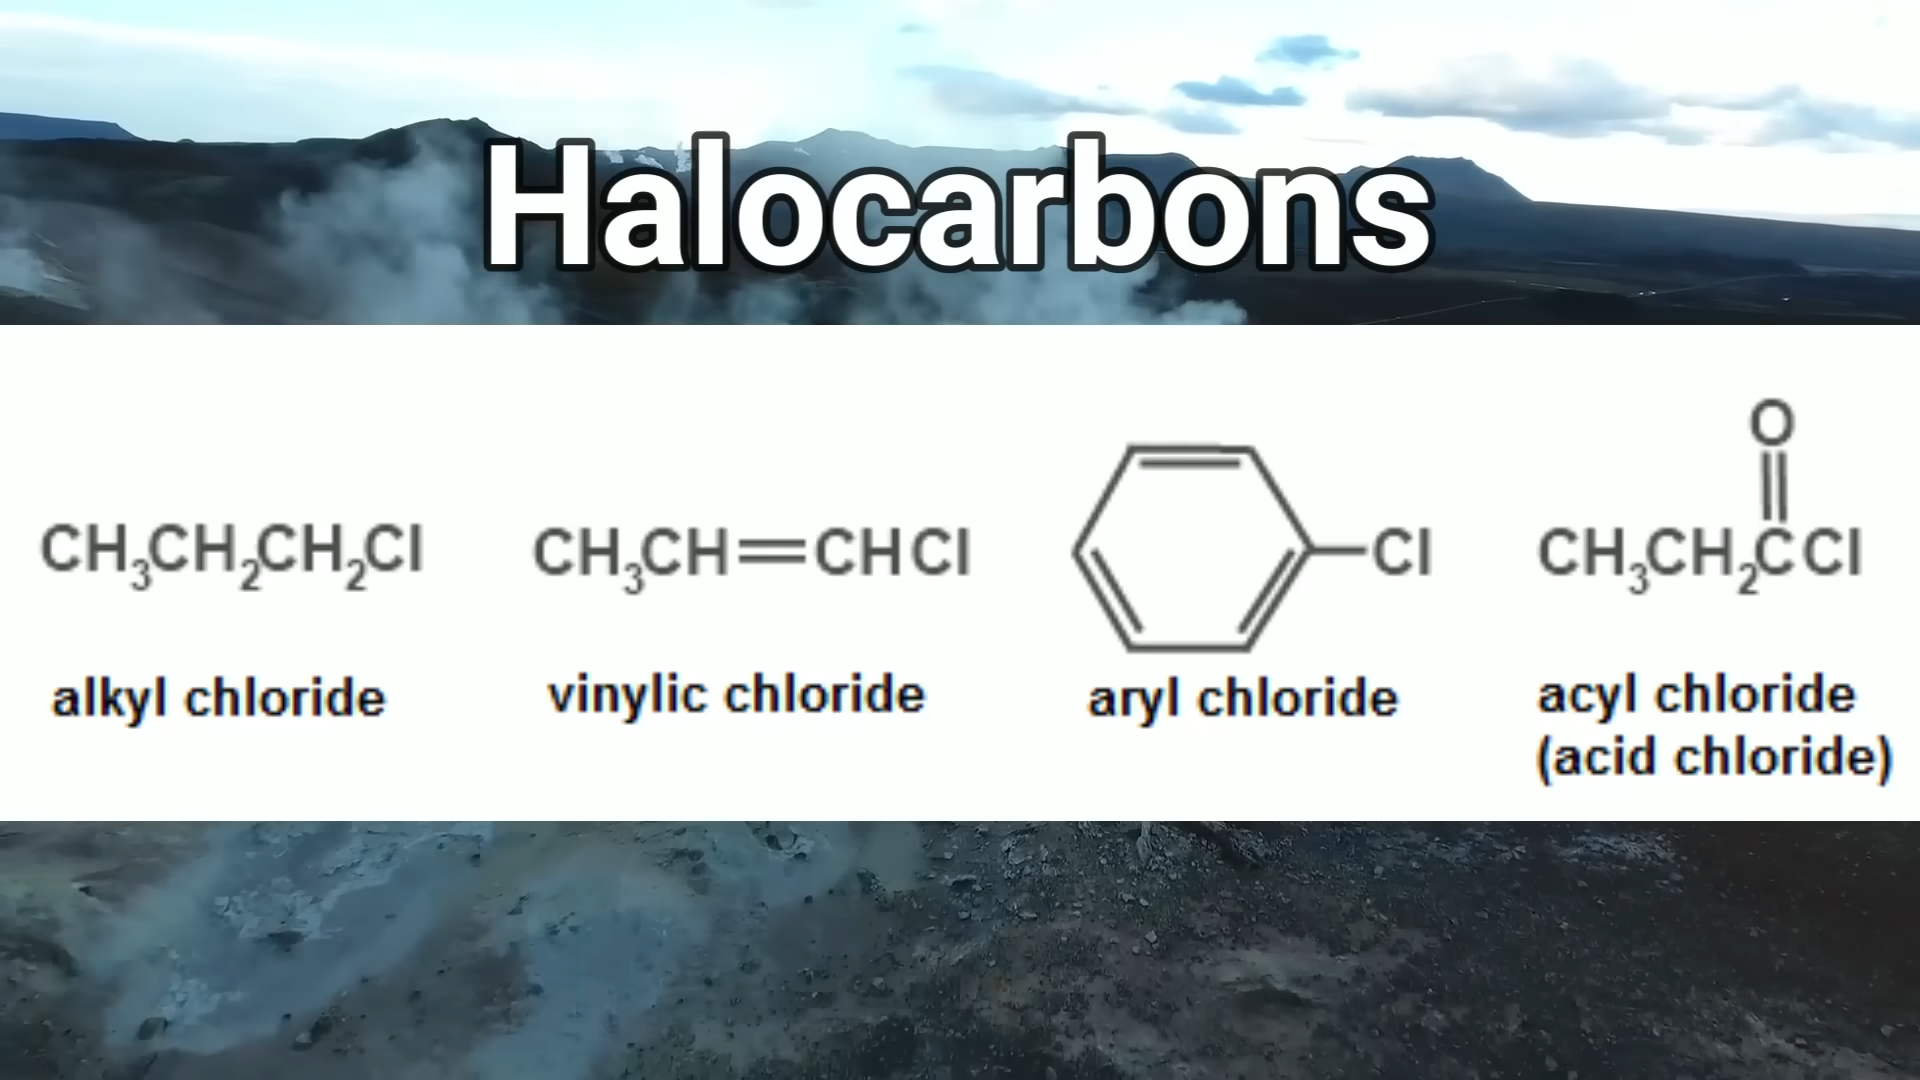 Halocarbons
CH₃CH₂CH₂Cl
CH₃CH=CHCl
Cl
O
CH₃CH₂CCl
alkyl chloride
vinylic chloride
aryl chloride
acyl chloride
(acid chloride)